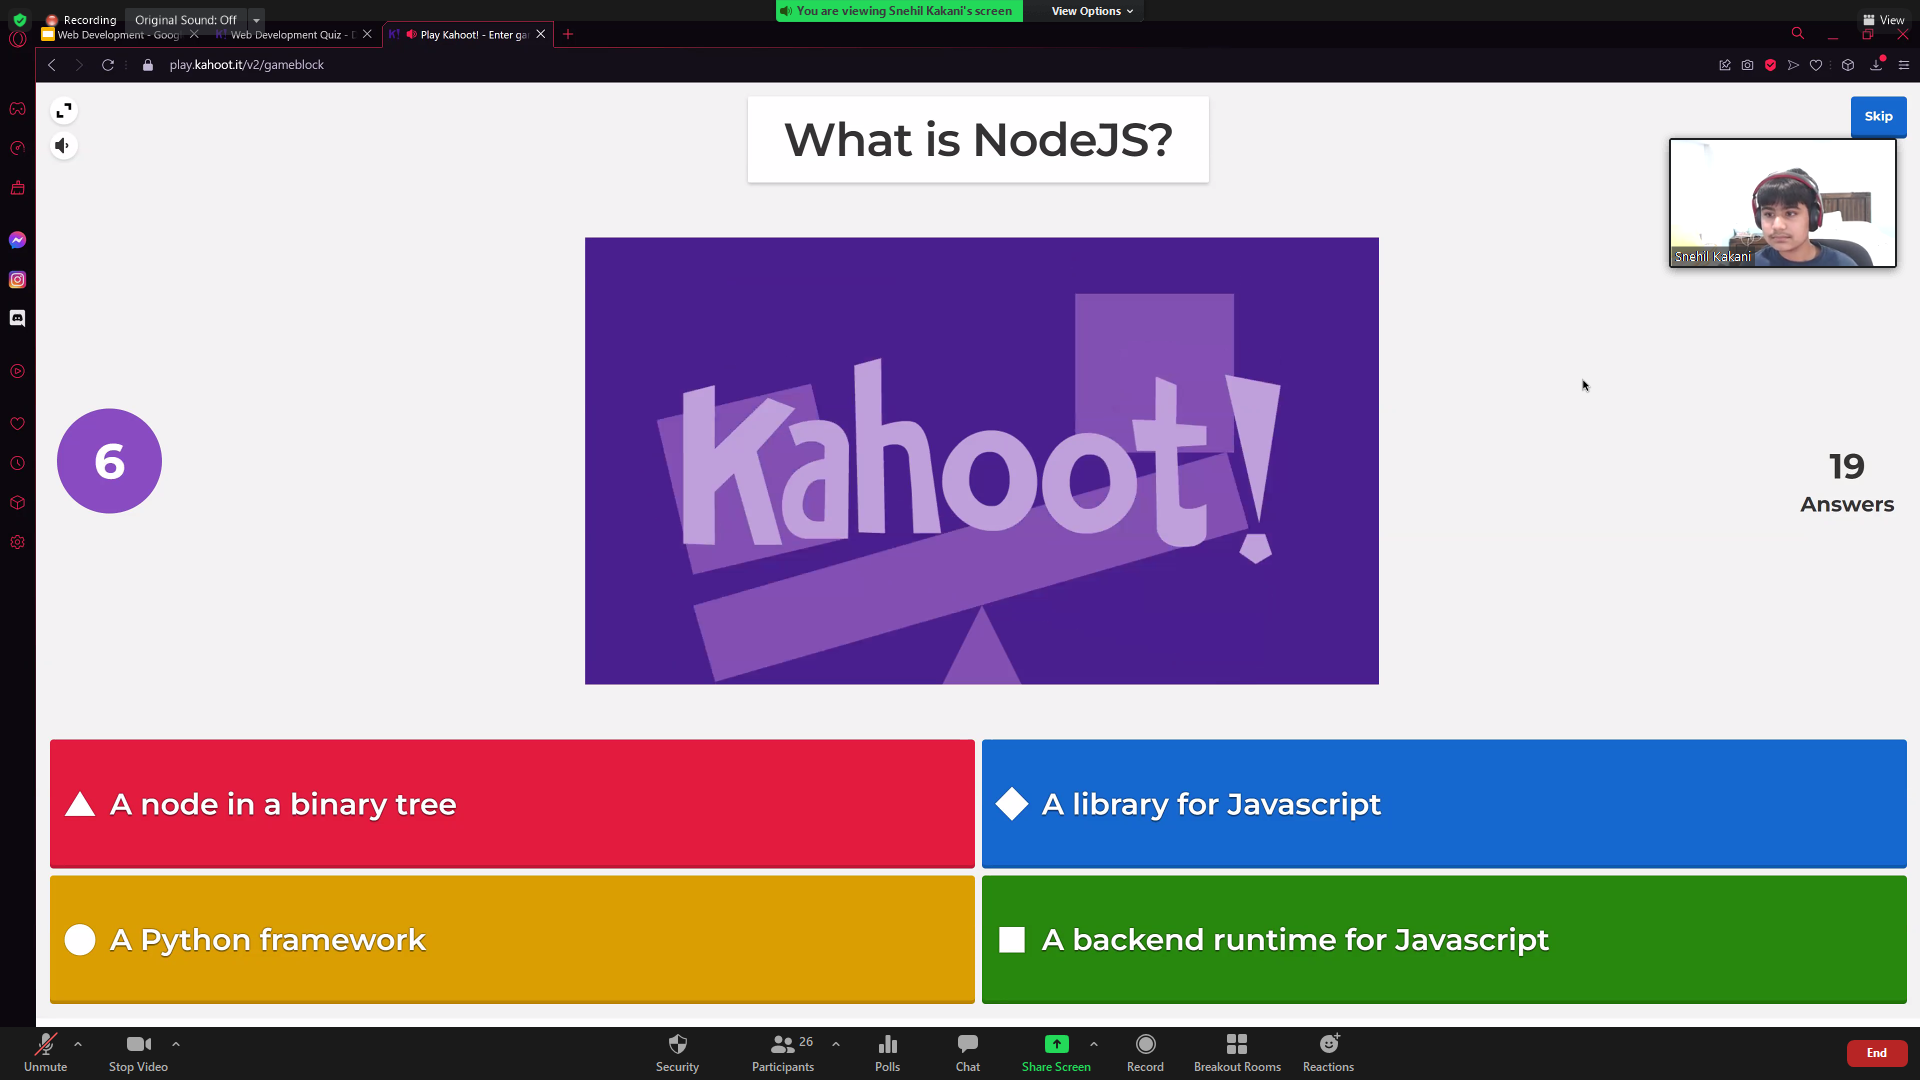 Recording
Original Sound: Off
You are viewing Snehil Kakani's screen
View Options
View
Web Development - Goog
Web Development Quiz - D
Play Kahoot! - Enter ga
play.kahoot.it/v2/gameblock
What is NodeJS?
Skip
Snehil Kakani
Kahoot!
6
19
Answers
A node in a binary tree
A library for Javascript
A Python framework
A backend runtime for Javascript
Unmute
Stop Video
Security
Participants
26
Polls
Chat
Share Screen
Record
Breakout Rooms
Reactions
End